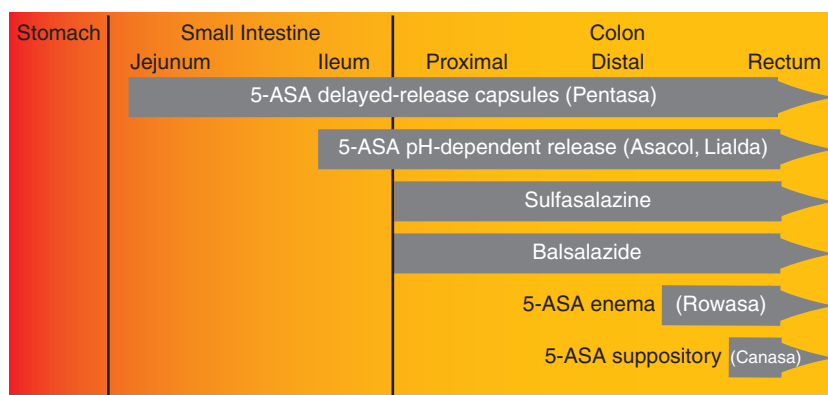 Stomach Small Intestine Colon
Jejunum Ileum Proximal Distal Rectum
5-ASA delayed-release capsules (Pentasa)
5-ASA pH-dependent release (Asacol, Lialda)
Sulfasalazine
Balsalazide
5-ASA enema (Rowasa)
5-ASA suppository (Canasa)